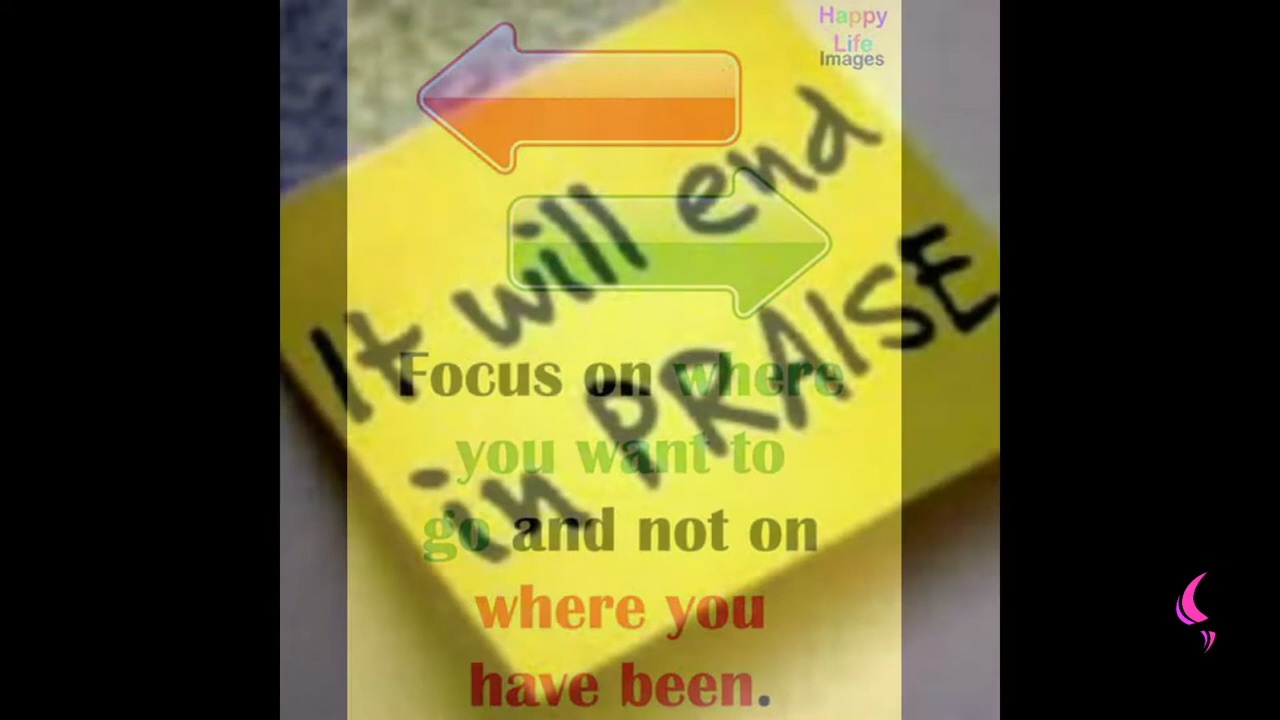 Happy
Life
Images
It will end
in PRAISE
Focus on where
you want to
go and not on
where you
have been.